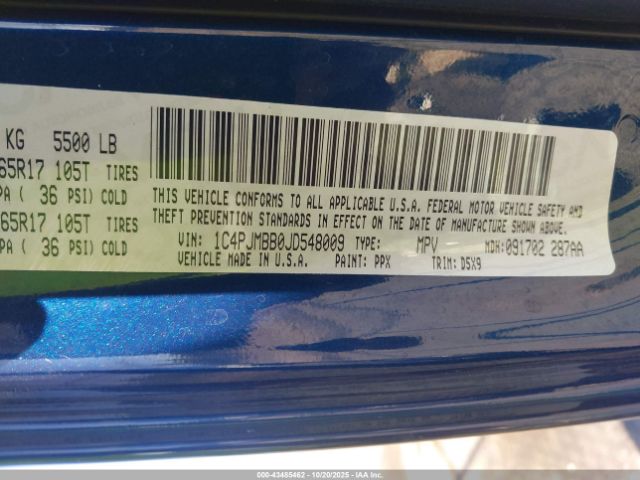 KG 5500 LB
65R17 105T TIRES
PA ( 36 PSI) COLD
65R17 105T TIRES
PA ( 36 PSI) COLD
THIS VEHICLE CONFORMS TO ALL APPLICABLE U.S.A. FEDERAL MOTOR VEHICLE SAFETY AND
THEFT PREVENTION STANDARDS IN EFFECT ON THE DATE OF MANUFACTURE SHOWN ABOVE.
VIN: 1C4PJMBB0JD548009 TYPE: MPV MDH: 091702 287AA
VEHICLE MADE IN U.S.A. PAINT: PPX TRIM: D5X9
000-43485462 | 10/20/2025 | IAA Inc.